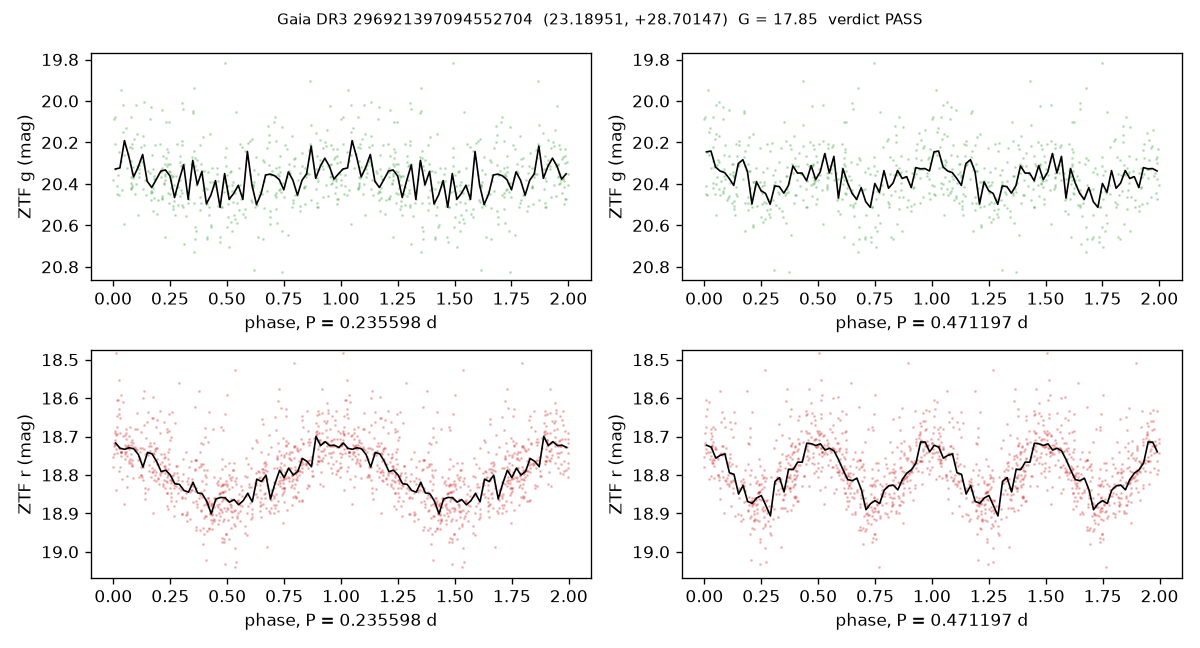 Gaia DR3 296921397094552704  (23.18951, +28.70147)  G = 17.85  verdict PASS
19.8
20.0
20.2
20.4
20.6
20.8
ZTF g (mag)
0.00 0.25 0.50 0.75 1.00 1.25 1.50 1.75 2.00
phase, P = 0.235598 d
19.8
20.0
20.2
20.4
20.6
20.8
ZTF g (mag)
0.00 0.25 0.50 0.75 1.00 1.25 1.50 1.75 2.00
phase, P = 0.471197 d
18.5
18.6
18.7
18.8
18.9
19.0
ZTF r (mag)
0.00 0.25 0.50 0.75 1.00 1.25 1.50 1.75 2.00
phase, P = 0.235598 d
18.5
18.6
18.7
18.8
18.9
19.0
ZTF r (mag)
0.00 0.25 0.50 0.75 1.00 1.25 1.50 1.75 2.00
phase, P = 0.471197 d